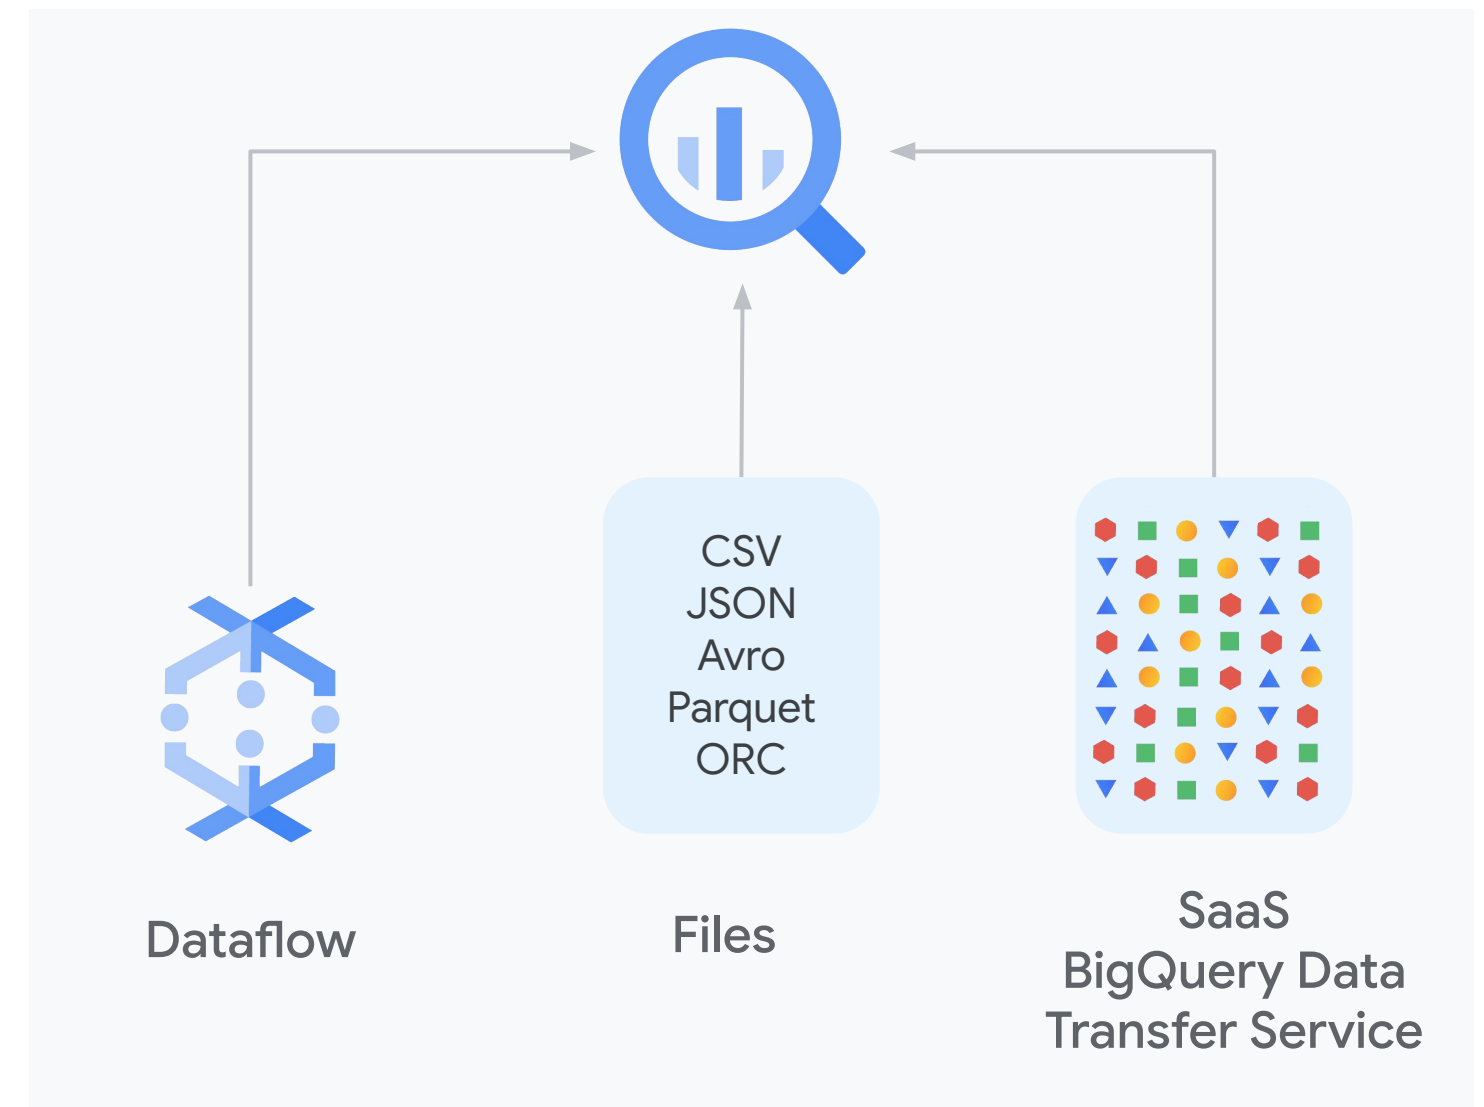 CSV
JSON
Avro
Parquet
ORC
Dataflow
Files
SaaS
BigQuery Data
Transfer Service